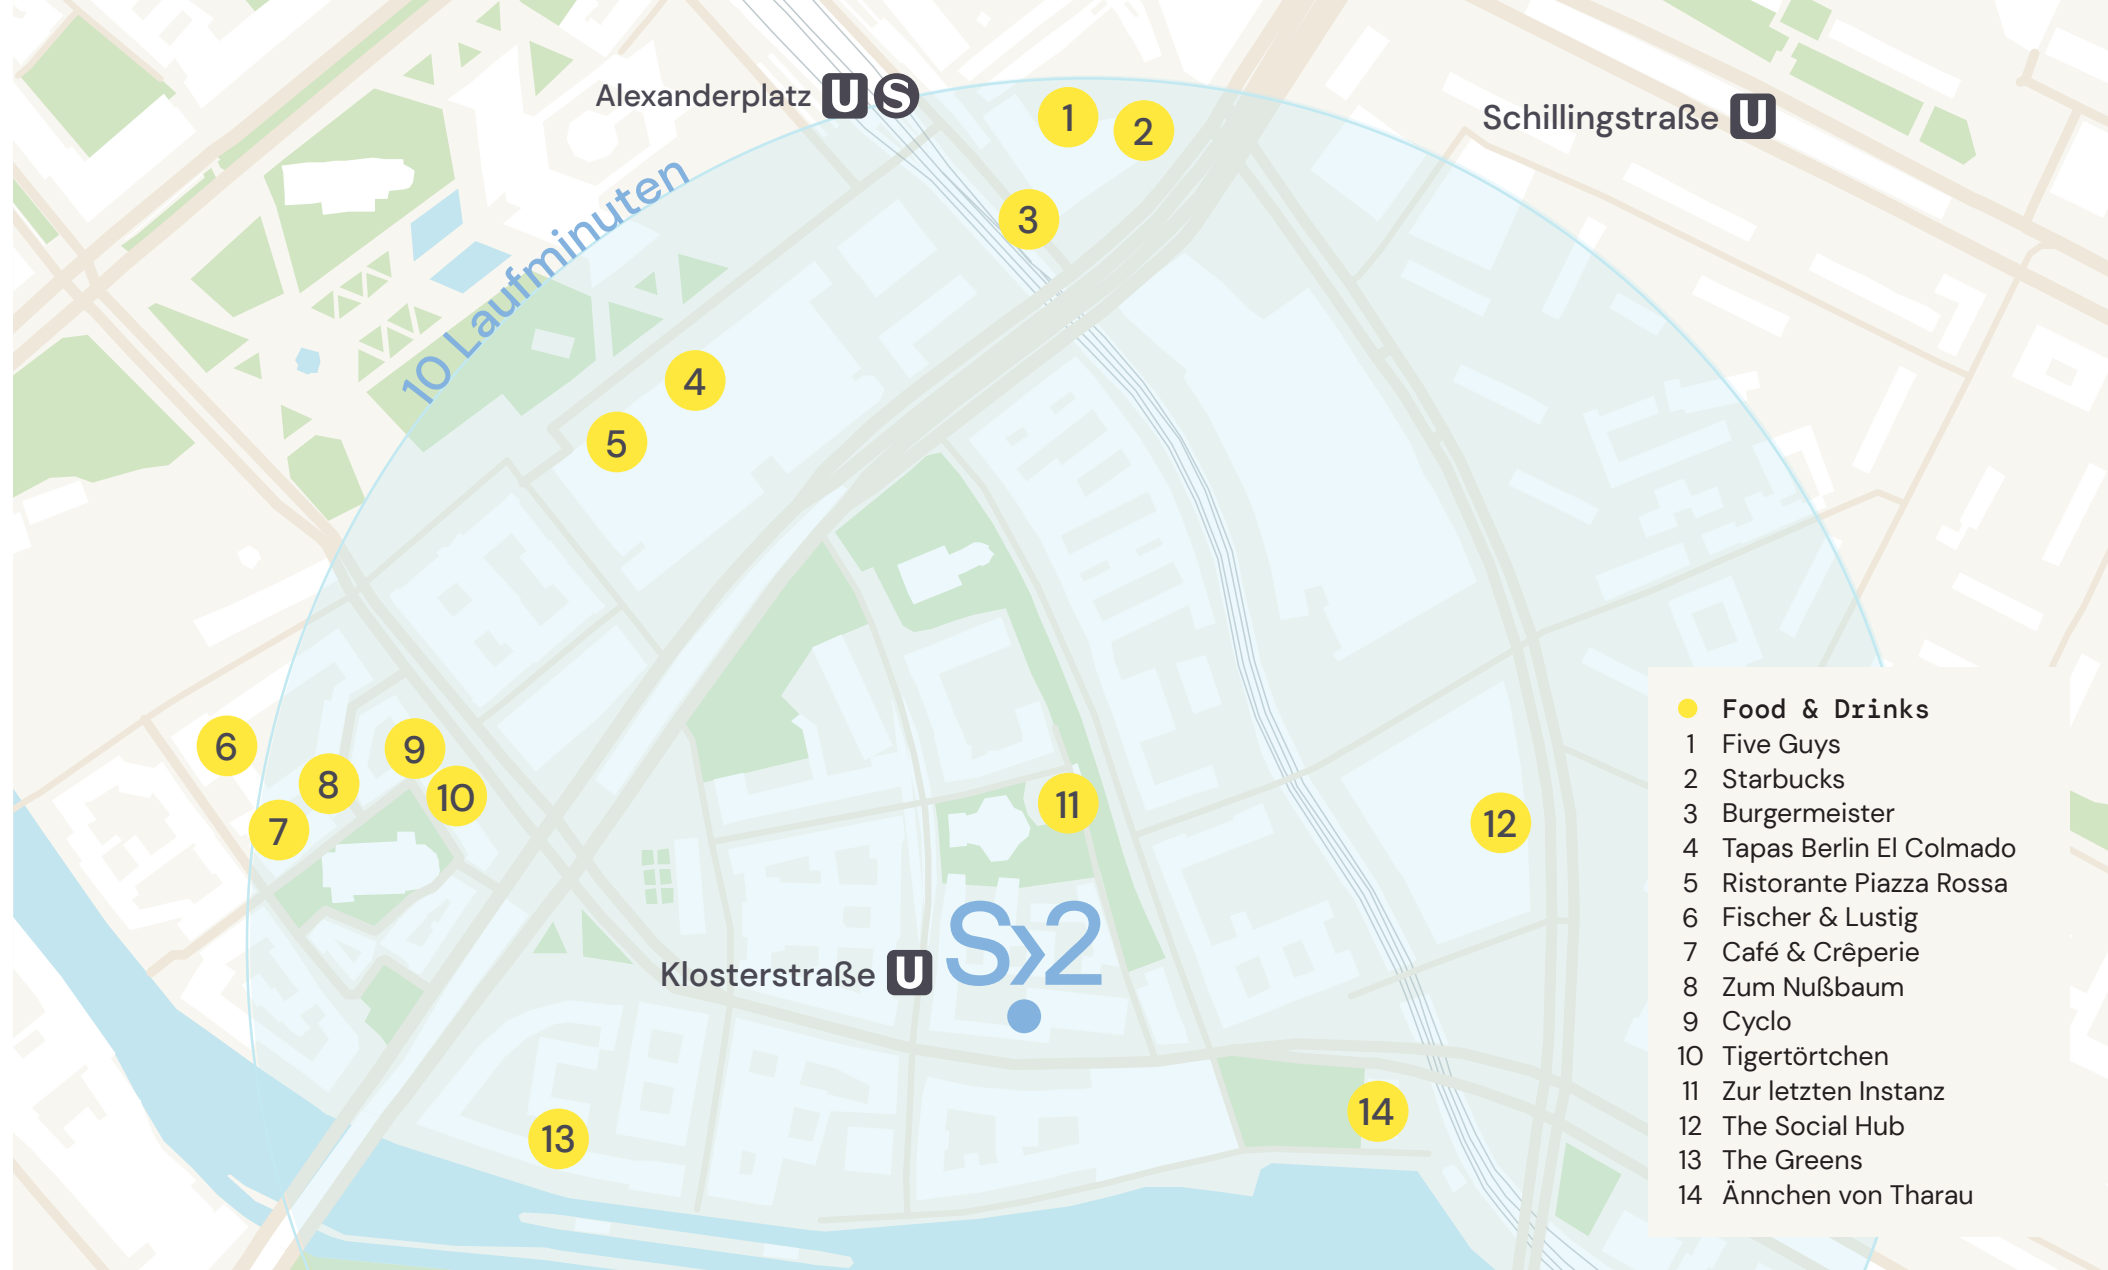 Alexanderplatz U S
Schillingstraße U
10 Laufminuten
1
2
3
4
5
6
7
8
9
10
11
12
13
14
Klosterstraße U
S>2
Food & Drinks
1 Five Guys
2 Starbucks
3 Burgermeister
4 Tapas Berlin El Colmado
5 Ristorante Piazza Rossa
6 Fischer & Lustig
7 Café & Crêperie
8 Zum Nußbaum
9 Cyclo
10 Tigertörtchen
11 Zur letzten Instanz
12 The Social Hub
13 The Greens
14 Ännchen von Tharau